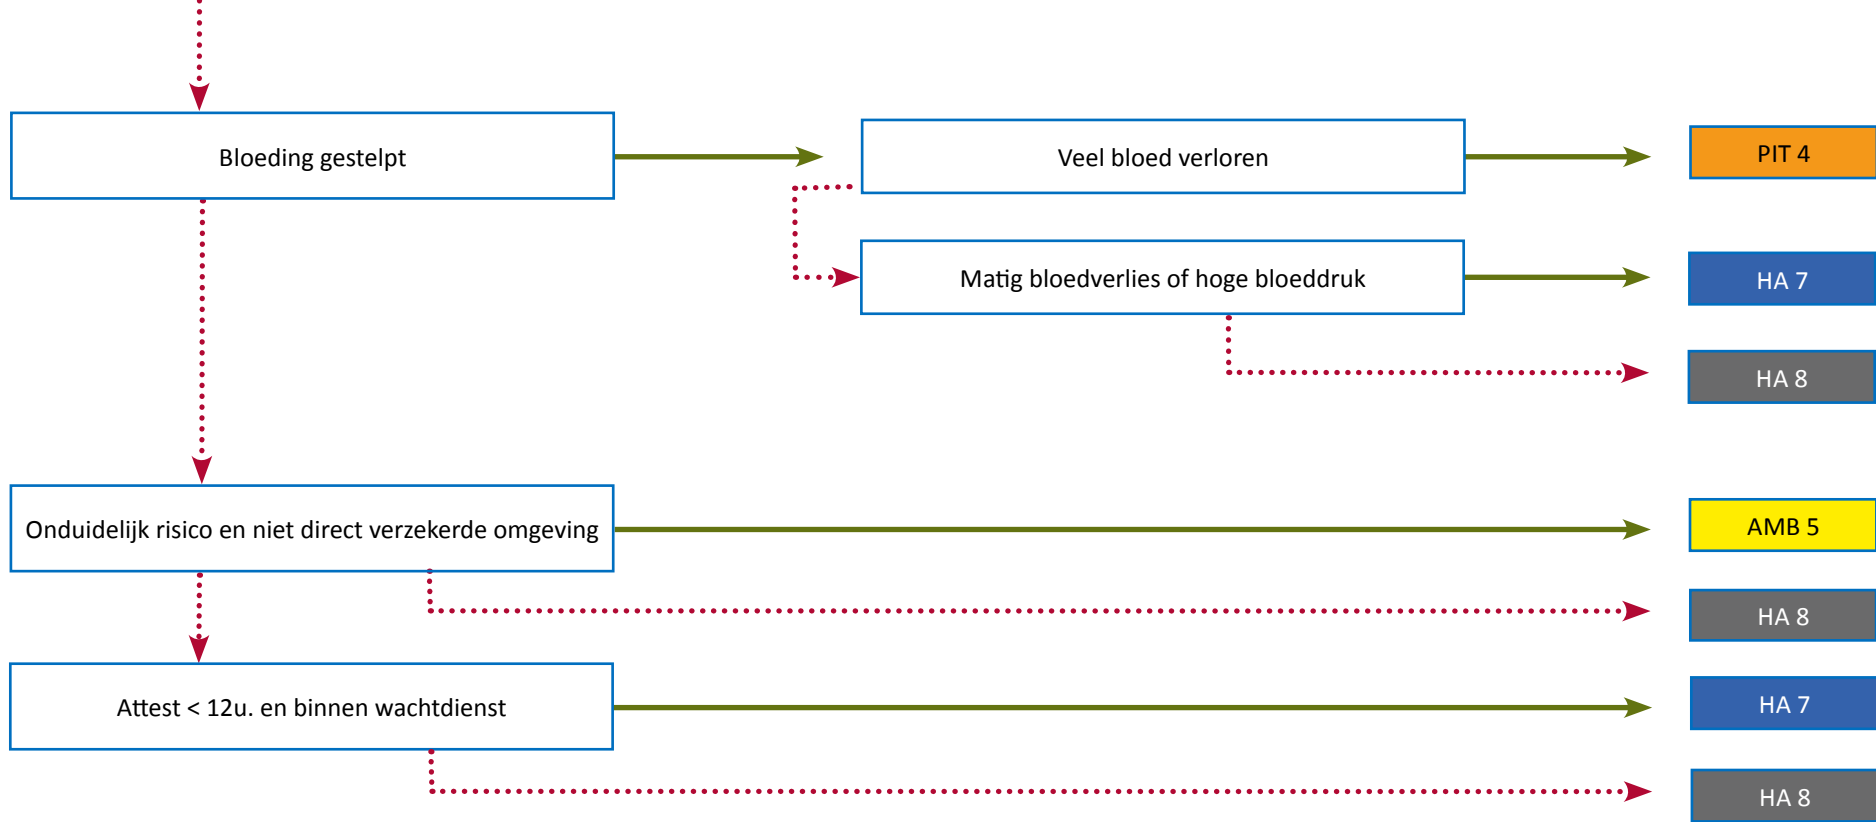 Bloeding gestelpt
Veel bloed verloren
PIT 4
Matig bloedverlies of hoge bloeddruk
HA 7
HA 8
Onduidelijk risico en niet direct verzekerde omgeving
AMB 5
HA 8
Attest < 12u. en binnen wachtdienst
HA 7
HA 8